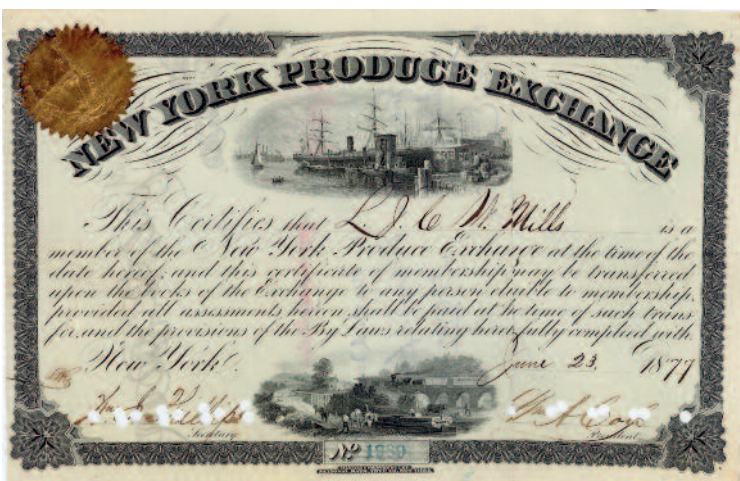 NEW YORK PRODUCE EXCHANGE
This Certifies that L. J. C. W. Mills is a
member of the New York Produce Exchange at the time of the
date hereof; and this certificate of membership may be transferred
upon the books of the Exchange to any person eligible to membership,
provided all assessments hereon shall be paid at the time of such trans
fer, and the provisions of the By Laws relating hereto fully complied with.
New York, June 23. 1877
Secretary. President.
No